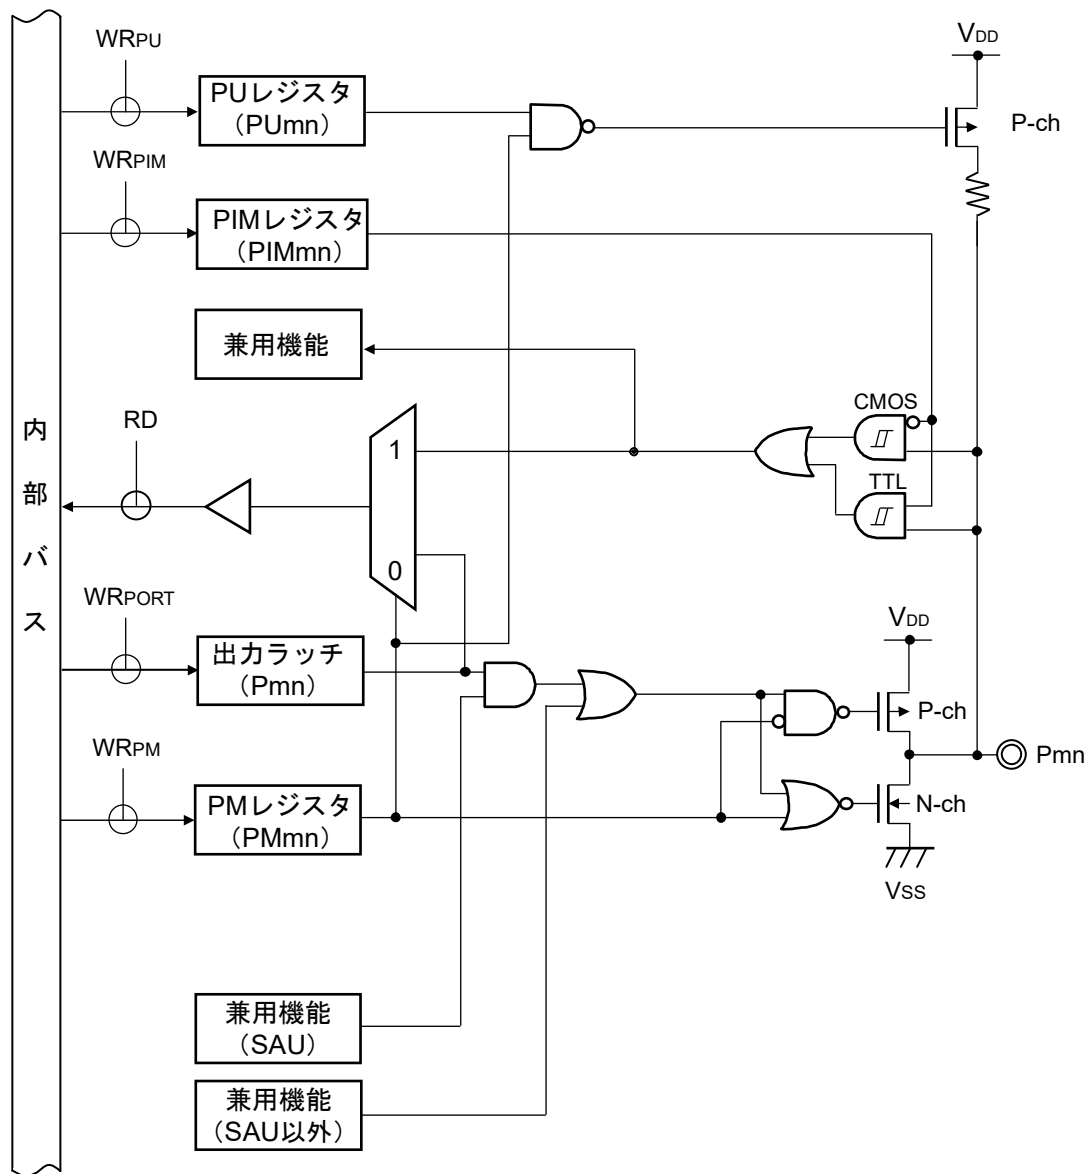 WRPU
VDD
PUレジスタ
（PUmn）
P-ch
WRPIM
PIMレジスタ
（PIMmn）
兼用機能
CMOS
内部バス
RD
1
TTL
0
WRPORT
VDD
出力ラッチ
（Pmn）
P-ch
WRPM
Pmn
PMレジスタ
（PMmn）
N-ch
VSS
兼用機能
（SAU）
兼用機能
（SAU以外）